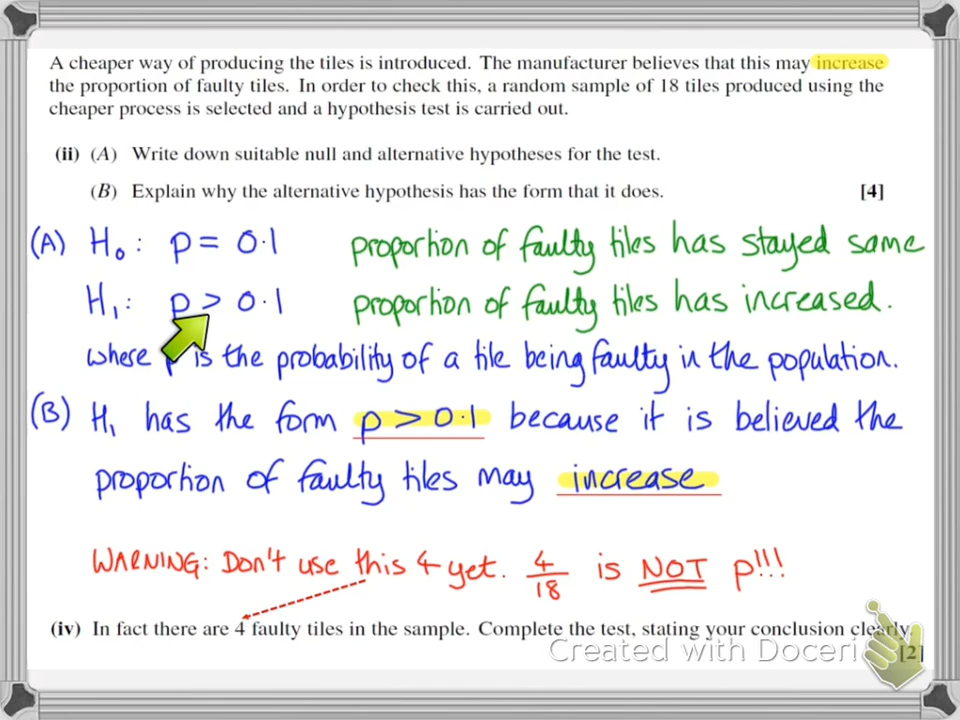 A cheaper way of producing the tiles is introduced. The manufacturer believes that this may increase
the proportion of faulty tiles. In order to check this, a random sample of 18 tiles produced using the
cheaper process is selected and a hypothesis test is carried out.
(ii) (A) Write down suitable null and alternative hypotheses for the test.
(B) Explain why the alternative hypothesis has the form that it does. [4]
(A) H₀: p = 0·1 proportion of faulty tiles has stayed same
H₁: p > 0·1 proportion of faulty tiles has increased.
where p is the probability of a tile being faulty in the population.
(B) H₁ has the form p > 0·1 because it is believed the
proportion of faulty tiles may increase
WARNING: Don't use this 4 yet. 4/18 is NOT p!!!
(iv) In fact there are 4 faulty tiles in the sample. Complete the test, stating your conclusion clearly.
Created with Doceri
[2]